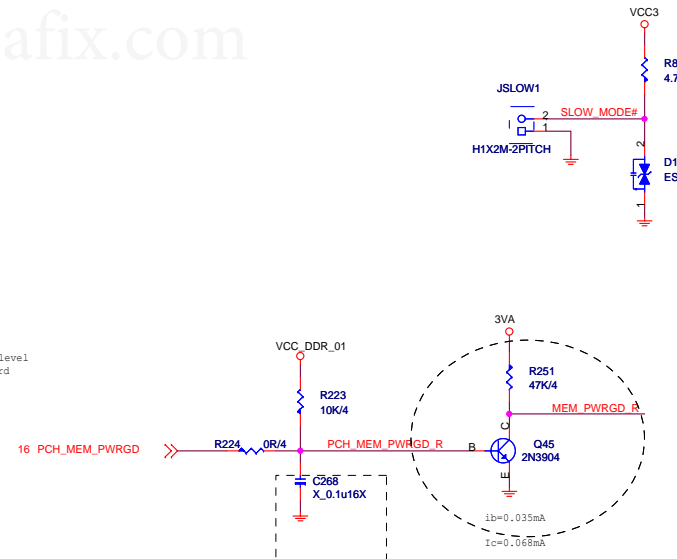 afix.com
VCC3
R8
4.7
JSLOW1
2
SLOW_MODE#
1
H1X2M-2PITCH
2
D1
ES
1
3VA
level
rd
VCC_DDR_01
R251
47K/4
R223
10K/4
MEM_PWRGD_R
C
16 PCH_MEM_PWRGD
R224
0R/4
PCH_MEM_PWRGD_R
B
Q45
2N3904
E
C268
X_0.1u16X
ib=0.035mA
Ic=0.068mA